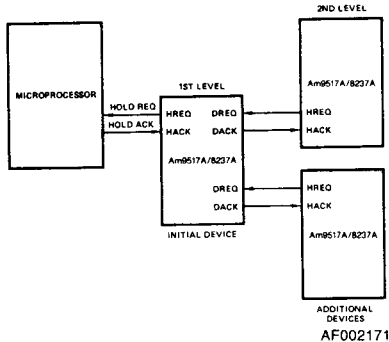 2ND LEVEL
1ST LEVEL
MICROPROCESSOR
HOLD REQ
HOLD ACK
HREQ DREQ
HACK DACK
Am9517A/8237A
DREQ
DACK
INITIAL DEVICE
Am9517A/8237A
HREQ
HACK
HREQ
HACK
Am9517A/8237A
ADDITIONAL
DEVICES
AF002171